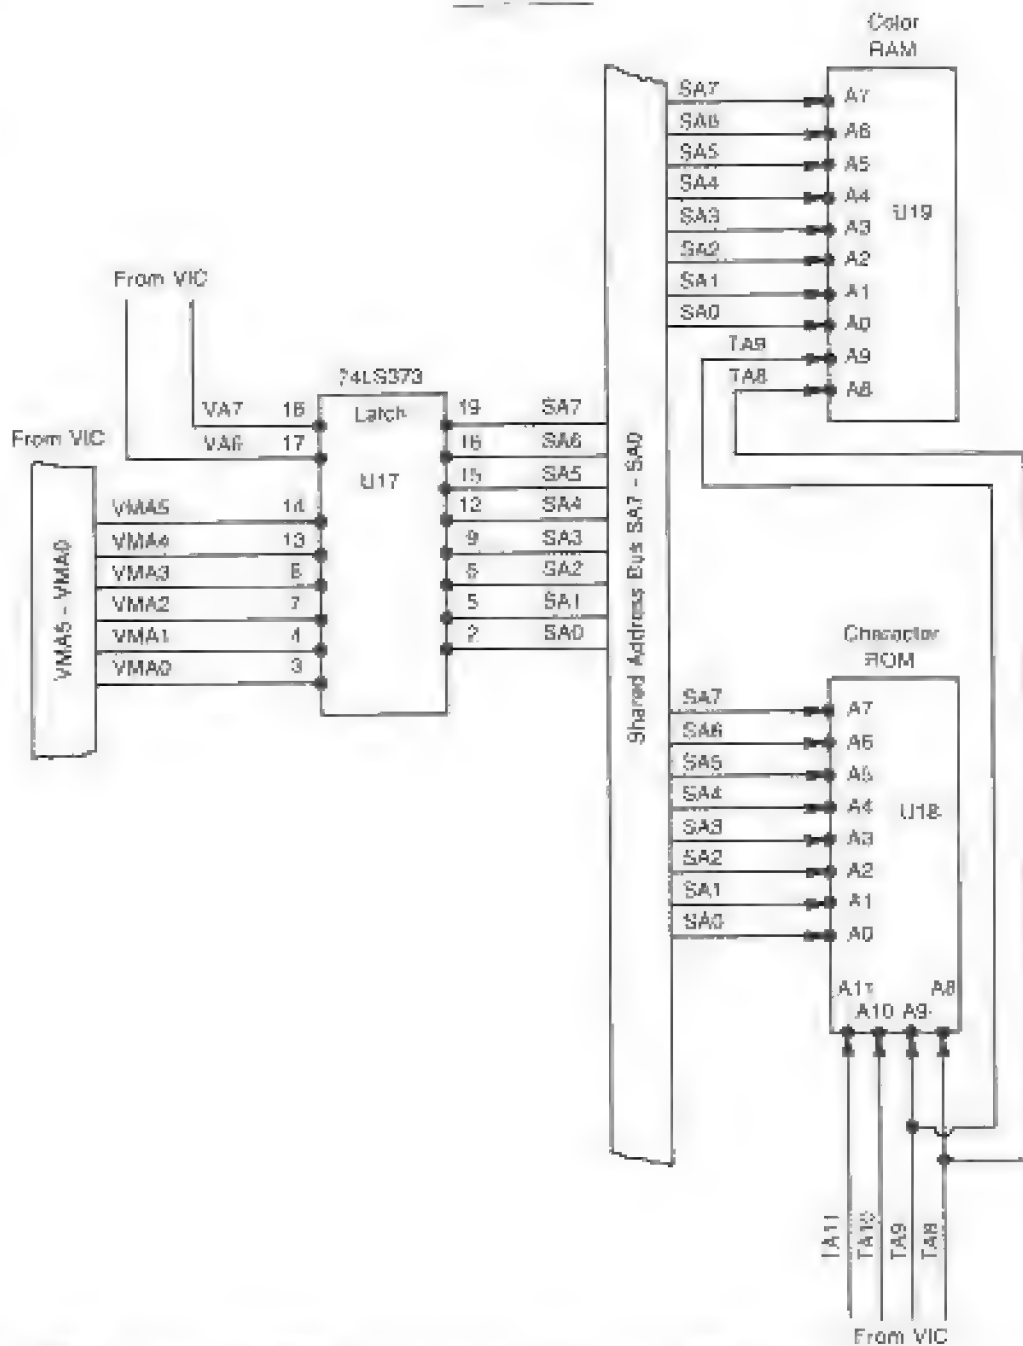 Color
RAM
SA7
A7
SA6
A6
SA5
A5
SA4
A4
U19
SA3
A3
SA2
A2
SA1
A1
SA0
A0
TA9
A9
TA8
A8
From VIC
74LS373
VA7 18
Latch
19 SA7
VA6 17
16 SA6
U17
15 SA5
From VIC
VMA5 14
12 SA4
VMA4 13
9 SA3
VMA3 8
6 SA2
VMA2 7
5 SA1
VMA1 4
2 SA0
VMA0 3
VMA5 - VMA0
Shared Address Bus SA7 - SA0
Character
ROM
SA7
A7
SA6
A6
SA5
A5
SA4
A4
U18
SA3
A3
SA2
A2
SA1
A1
SA0
A0
A11 A8
A10 A9
TA11
TA10
TA9
TA8
From VIC